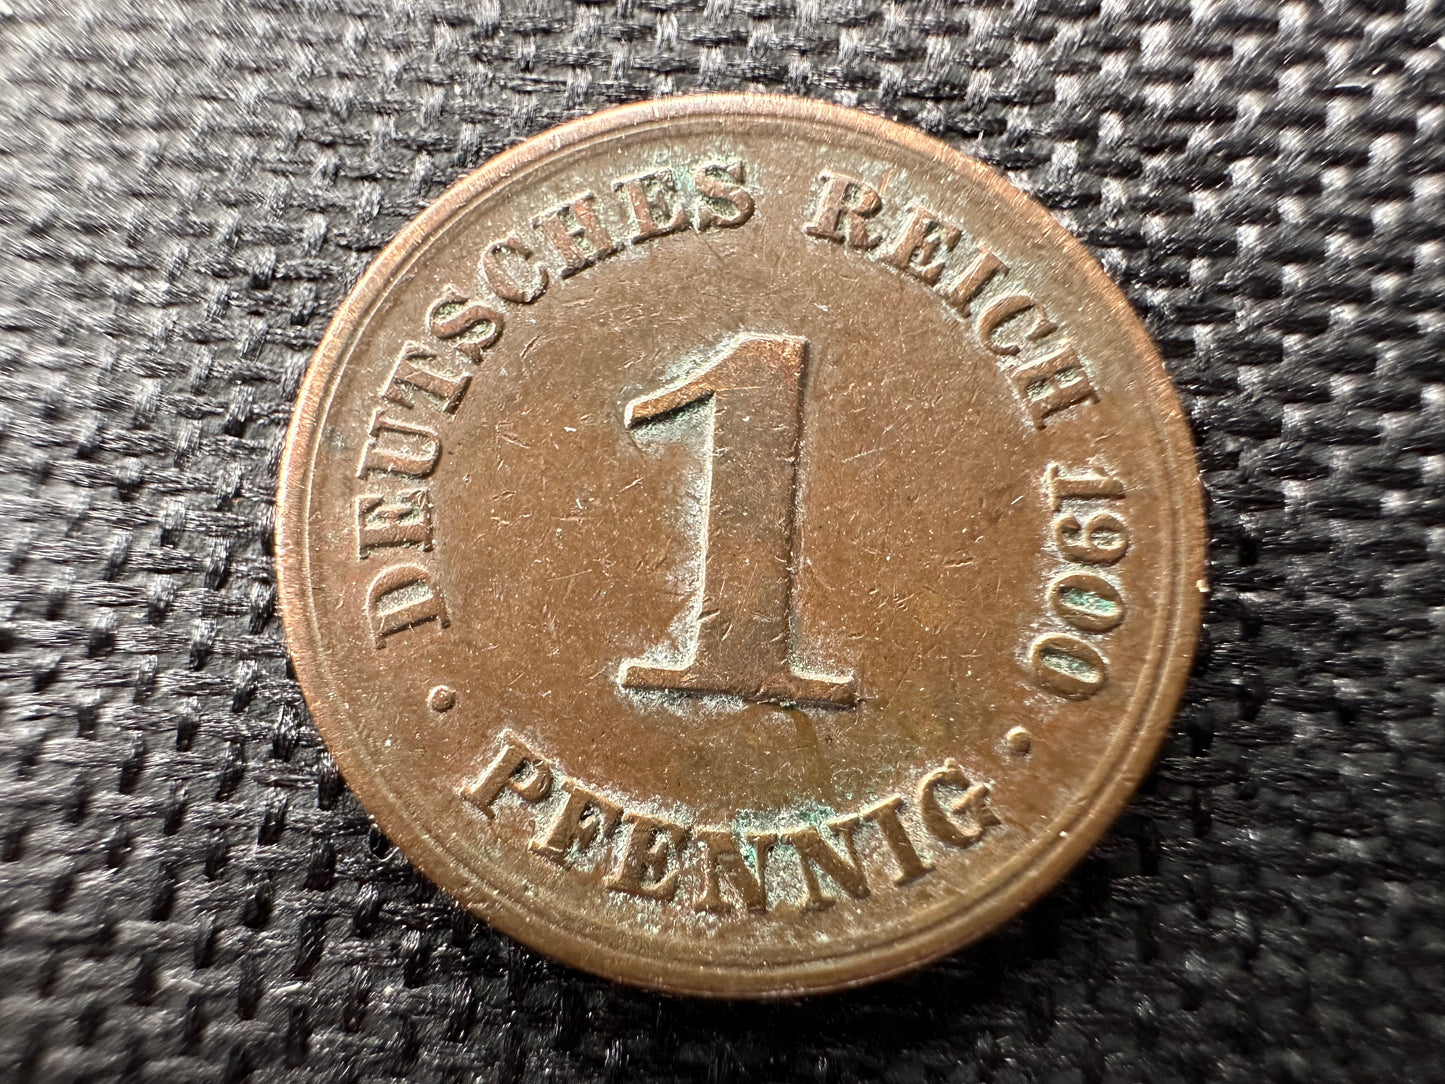 DEUTSCHES REICH 1900
1
· PFENNIG ·